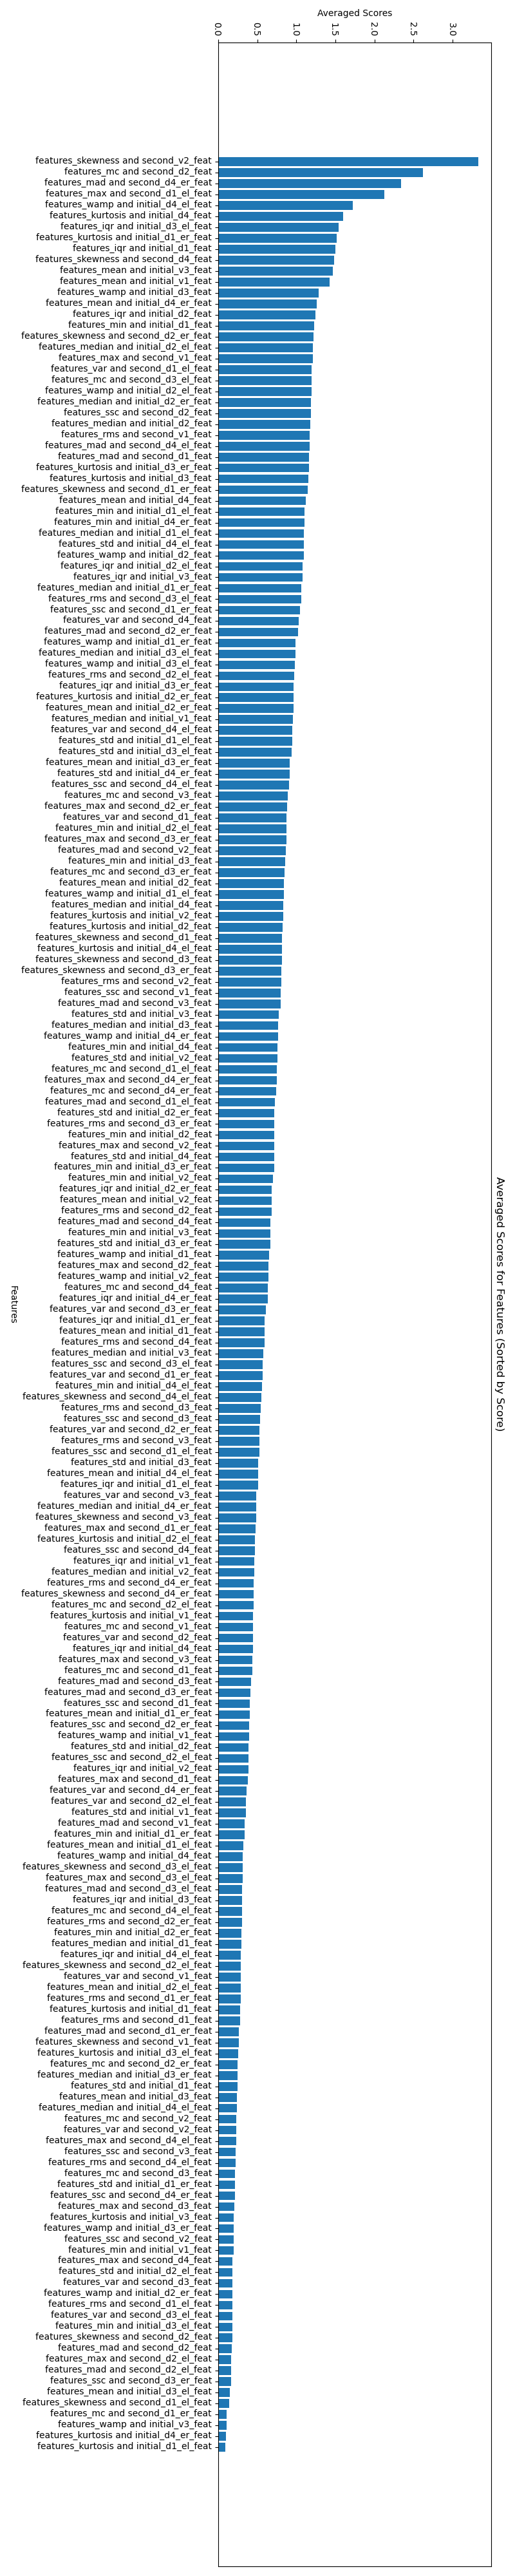 Averaged Scores for Features (Sorted by Score)
Averaged Scores
0.0
0.5
1.0
1.5
2.0
2.5
3.0
features_skewness and second_v2_feat
features_mc and second_d2_feat
features_mad and second_d4_er_feat
features_max and second_d1_el_feat
features_wamp and initial_d4_el_feat
features_kurtosis and initial_d4_feat
features_iqr and initial_d3_el_feat
features_kurtosis and initial_d1_er_feat
features_iqr and initial_d1_feat
features_skewness and second_d4_feat
features_mean and initial_v3_feat
features_mean and initial_v1_feat
features_wamp and initial_d3_feat
features_mean and initial_d4_er_feat
features_iqr and initial_d2_feat
features_min and initial_d1_feat
features_skewness and second_d2_er_feat
features_median and initial_d2_el_feat
features_max and second_v1_feat
features_var and second_d1_el_feat
features_mc and second_d3_el_feat
features_wamp and initial_d2_el_feat
features_median and initial_d2_er_feat
features_ssc and second_d2_feat
features_median and initial_d2_feat
features_rms and second_v1_feat
features_mad and second_d4_el_feat
features_mad and second_d1_feat
features_kurtosis and initial_d3_er_feat
features_kurtosis and initial_d3_feat
features_skewness and second_d1_er_feat
features_mean and initial_d4_feat
features_min and initial_d1_el_feat
features_min and initial_d4_er_feat
features_median and initial_d1_el_feat
features_std and initial_d4_el_feat
features_wamp and initial_d2_feat
features_iqr and initial_d2_el_feat
features_iqr and initial_v3_feat
features_median and initial_d1_er_feat
features_rms and second_d3_el_feat
features_ssc and second_d1_er_feat
features_var and second_d4_feat
features_mad and second_d2_er_feat
features_wamp and initial_d1_er_feat
features_median and initial_d3_el_feat
features_wamp and initial_d3_el_feat
features_rms and second_d2_el_feat
features_iqr and initial_d3_er_feat
features_kurtosis and initial_d2_er_feat
features_mean and initial_d2_er_feat
features_median and initial_v1_feat
features_var and second_d4_el_feat
features_std and initial_d1_el_feat
features_std and initial_d3_el_feat
features_mean and initial_d3_er_feat
features_std and initial_d4_er_feat
features_ssc and second_d4_el_feat
features_mc and second_v3_feat
features_max and second_d2_er_feat
features_var and second_d1_feat
features_min and initial_d2_el_feat
features_max and second_d3_er_feat
features_mad and second_v2_feat
features_min and initial_d3_feat
features_mc and second_d3_er_feat
features_mean and initial_d2_feat
features_wamp and initial_d1_el_feat
features_median and initial_d4_feat
features_kurtosis and initial_v2_feat
features_kurtosis and initial_d2_feat
features_skewness and second_d1_feat
features_kurtosis and initial_d4_el_feat
features_skewness and second_d3_feat
features_skewness and second_d3_er_feat
features_rms and second_v2_feat
features_ssc and second_v1_feat
features_mad and second_v3_feat
features_std and initial_v3_feat
features_median and initial_d3_feat
features_wamp and initial_d4_er_feat
features_min and initial_d4_feat
features_std and initial_v2_feat
features_mc and second_d1_el_feat
features_max and second_d4_er_feat
features_mc and second_d4_er_feat
features_mad and second_d1_el_feat
features_std and initial_d2_er_feat
features_rms and second_d3_er_feat
features_min and initial_d2_feat
features_max and second_v2_feat
features_std and initial_d4_feat
features_min and initial_d3_er_feat
features_min and initial_v2_feat
features_iqr and initial_d2_er_feat
features_mean and initial_v2_feat
features_rms and second_d2_feat
features_mad and second_d4_feat
features_min and initial_v3_feat
features_std and initial_d3_er_feat
features_wamp and initial_d1_feat
features_max and second_d2_feat
features_wamp and initial_v2_feat
features_mc and second_d4_feat
features_iqr and initial_d4_er_feat
features_var and second_d3_er_feat
features_iqr and initial_d1_er_feat
features_mean and initial_d1_feat
features_rms and second_d4_feat
features_median and initial_v3_feat
features_ssc and second_d3_el_feat
features_var and second_d1_er_feat
features_min and initial_d4_el_feat
features_skewness and second_d4_el_feat
features_rms and second_d3_feat
features_ssc and second_d3_feat
features_var and second_d2_er_feat
features_rms and second_v3_feat
features_ssc and second_d1_el_feat
features_std and initial_d3_feat
features_mean and initial_d4_el_feat
features_iqr and initial_d1_el_feat
features_var and second_v3_feat
features_median and initial_d4_er_feat
features_skewness and second_v3_feat
features_max and second_d1_er_feat
features_kurtosis and initial_d2_el_feat
features_ssc and second_d4_feat
features_iqr and initial_v1_feat
features_median and initial_v2_feat
features_rms and second_d4_er_feat
features_skewness and second_d4_er_feat
features_mc and second_d2_el_feat
features_kurtosis and initial_v1_feat
features_mc and second_v1_feat
features_var and second_d2_feat
features_iqr and initial_d4_feat
features_max and second_v3_feat
features_mc and second_d1_feat
features_mad and second_d3_feat
features_mad and second_d3_er_feat
features_ssc and second_d1_feat
features_mean and initial_d1_er_feat
features_ssc and second_d2_er_feat
features_wamp and initial_v1_feat
features_std and initial_d2_feat
features_ssc and second_d2_el_feat
features_iqr and initial_v2_feat
features_max and second_d1_feat
features_var and second_d4_er_feat
features_var and second_d2_el_feat
features_std and initial_v1_feat
features_mad and second_v1_feat
features_min and initial_d1_er_feat
features_mean and initial_d1_el_feat
features_wamp and initial_d4_feat
features_skewness and second_d3_el_feat
features_max and second_d3_el_feat
features_mad and second_d3_el_feat
features_iqr and initial_d3_feat
features_mc and second_d4_el_feat
features_rms and second_d2_er_feat
features_min and initial_d2_er_feat
features_median and initial_d1_feat
features_iqr and initial_d4_el_feat
features_skewness and second_d2_el_feat
features_var and second_v1_feat
features_mean and initial_d2_el_feat
features_rms and second_d1_er_feat
features_kurtosis and initial_d1_feat
features_rms and second_d1_feat
features_mad and second_d1_er_feat
features_skewness and second_v1_feat
features_kurtosis and initial_d3_el_feat
features_mc and second_d2_er_feat
features_median and initial_d3_er_feat
features_std and initial_d1_feat
features_mean and initial_d3_feat
features_median and initial_d4_el_feat
features_mc and second_v2_feat
features_var and second_v2_feat
features_max and second_d4_el_feat
features_ssc and second_v3_feat
features_rms and second_d4_el_feat
features_mc and second_d3_feat
features_std and initial_d1_er_feat
features_ssc and second_d4_er_feat
features_max and second_d3_feat
features_kurtosis and initial_v3_feat
features_wamp and initial_d3_er_feat
features_ssc and second_v2_feat
features_min and initial_v1_feat
features_max and second_d4_feat
features_std and initial_d2_el_feat
features_var and second_d3_feat
features_wamp and initial_d2_er_feat
features_rms and second_d1_el_feat
features_var and second_d3_el_feat
features_min and initial_d3_el_feat
features_skewness and second_d2_feat
features_mad and second_d2_feat
features_max and second_d2_el_feat
features_mad and second_d2_el_feat
features_ssc and second_d3_er_feat
features_mean and initial_d3_el_feat
features_skewness and second_d1_el_feat
features_mc and second_d1_er_feat
features_wamp and initial_v3_feat
features_kurtosis and initial_d4_er_feat
features_kurtosis and initial_d1_el_feat
Features